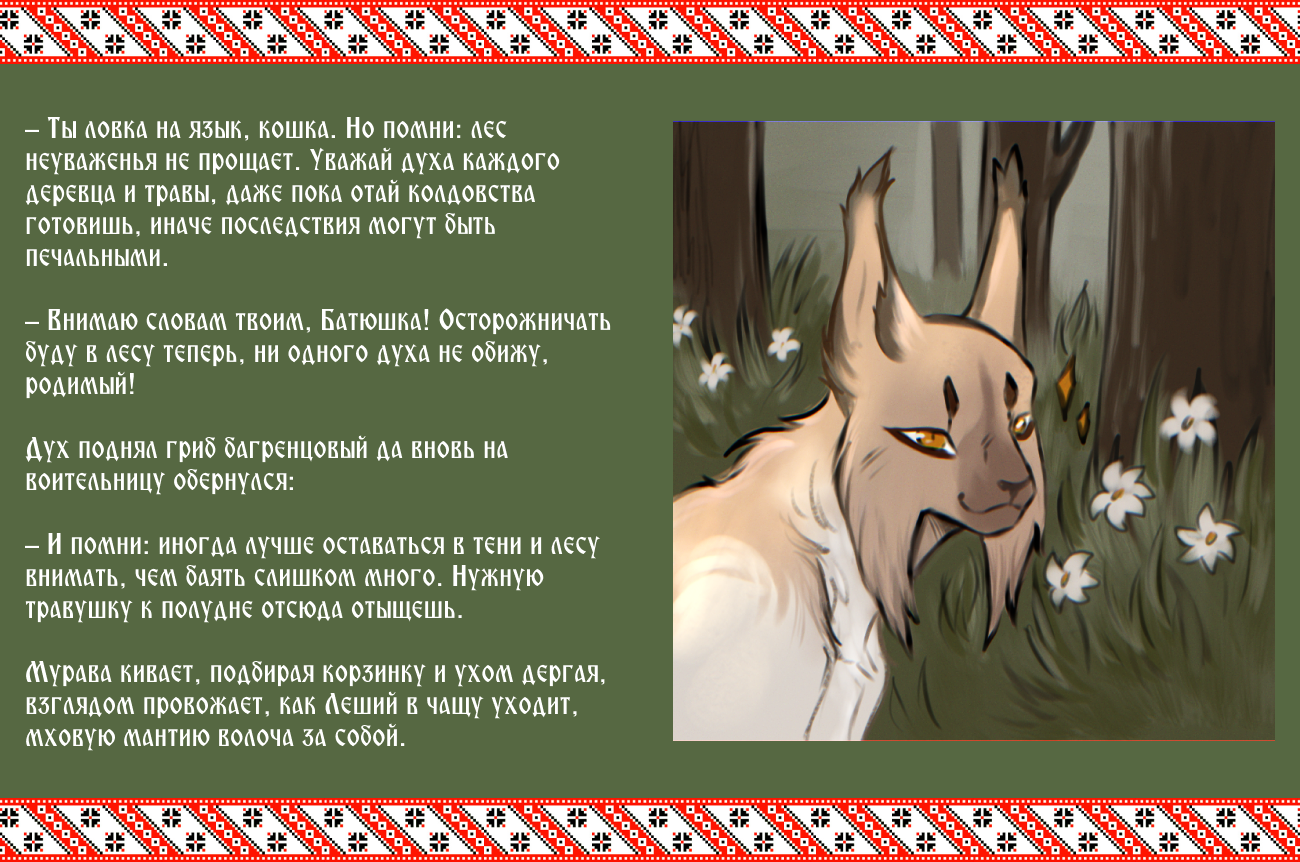 – Ты ловка на язык, кошка. Но помни: лес
неуваженья не прощает. Уважай духа каждого
деревца и травы, даже пока отай колдовства
готовишь, иначе последствия могут быть
печальными.
– Внимаю словам твоим, Батюшка! Осторожничать
буду в лесу теперь, ни одного духа не обижу,
родимый!
Дух поднял гриб багренцовый да вновь на
воительницу обернулся:
– И помни: иногда лучше оставаться в тени и лесу
внимать, чем баять слишком много. Нужную
травушку к полудне отсюда отыщешь.
Мурава кивает, подбирая корзинку и ухом дергая,
взглядом провожает, как Леший в чащу уходит,
мховую мантию волоча за собой.